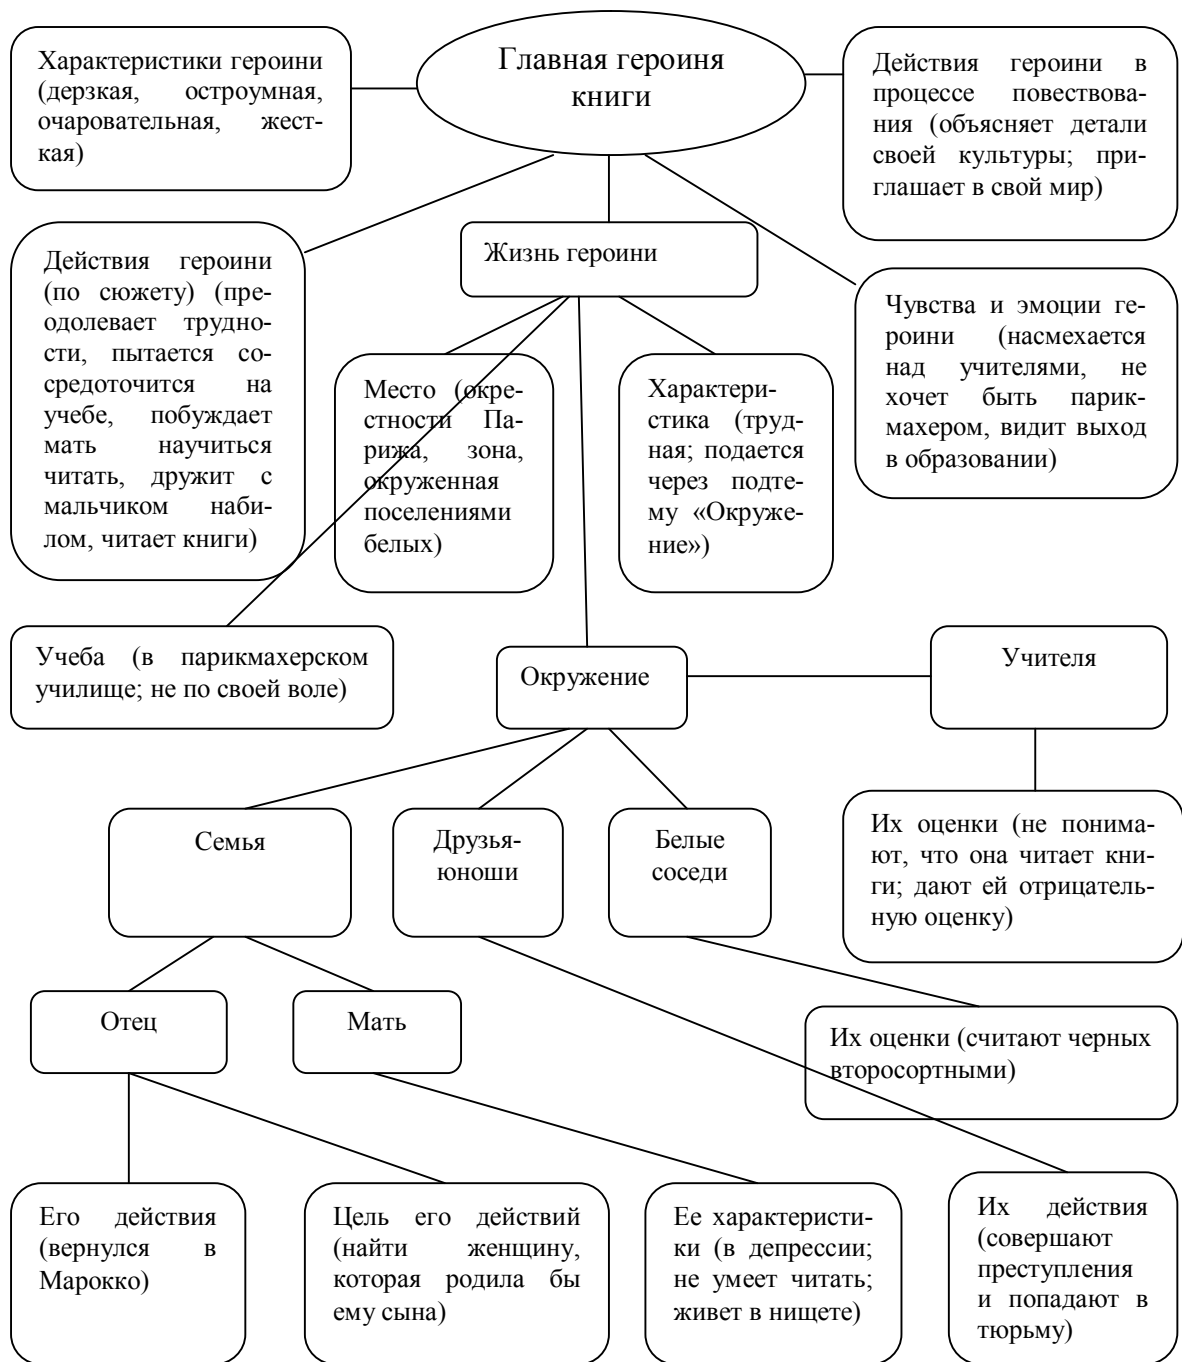 Главная героиня
книги
Характеристики героини
(дерзкая, остроумная,
очаровательная, жест-
кая)
Действия героини в
процессе повествова-
ния (объясняет детали
своей культуры; при-
глашает в свой мир)
Действия героини
(по сюжету) (пре-
одолевает трудно-
сти, пытается со-
средоточится на
учебе, побуждает
мать научиться
читать, дружит с
мальчиком наби-
лом, читает книги)
Жизнь героини
Чувства и эмоции ге-
роини (насмехается
над учителями, не
хочет быть парик-
махером, видит выход
в образовании)
Место (окре-
стности Па-
рижа, зона,
окруженная
поселениями
белых)
Характери-
стика (труд-
ная; подается
через подте-
му «Окруже-
ние»)
Учеба (в парикмахерском
училище; не по своей воле)
Окружение
Учителя
Семья
Друзья-
юноши
Белые
соседи
Их оценки (не понима-
ют, что она читает кни-
ги; дают ей отрицатель-
ную оценку)
Отец
Мать
Их оценки (считают черных
второсортными)
Его действия
(вернулся в
Марокко)
Цель его действий
(найти женщину,
которая родила бы
ему сына)
Ее характеристи-
ки (в депрессии;
не умеет читать;
живет в нищете)
Их действия
(совершают
преступления
и попадают в
тюрьму)